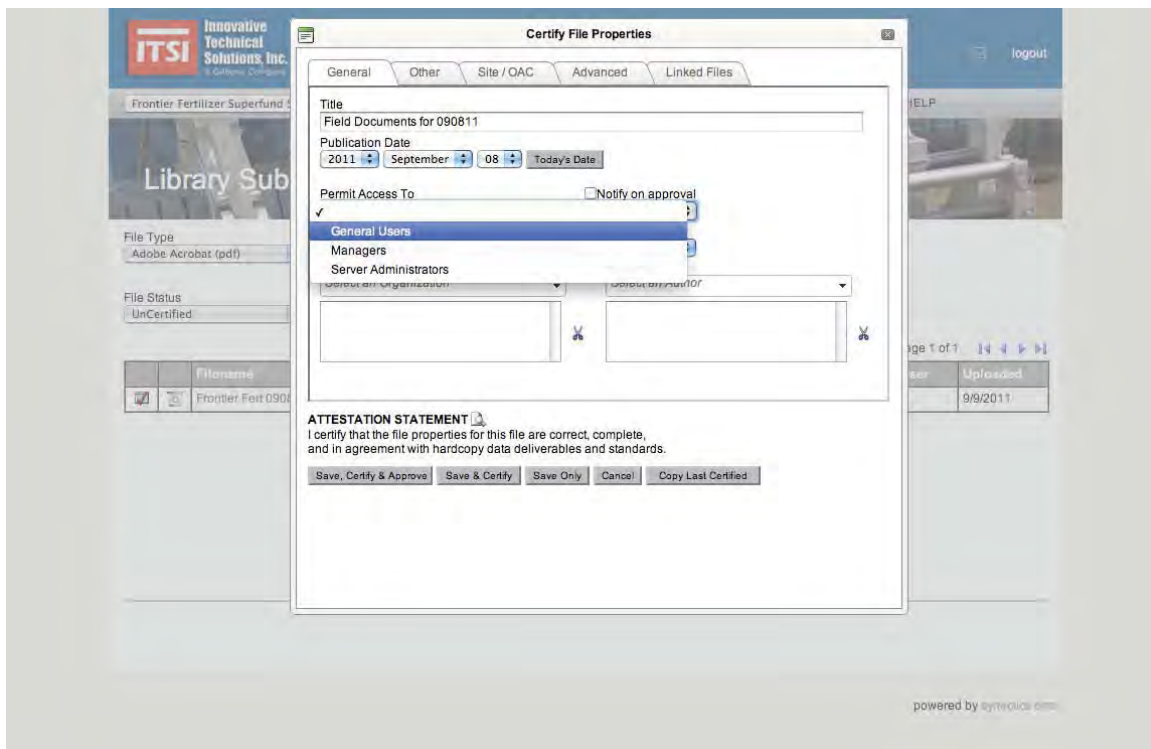 ITSI
Innovative
Technical
Solutions, Inc.
logout
Frontier Fertilizer Superfund
HELP
Library Sub
File Type
Adobe Acrobat (pdf)
File Status
UnCertified
Page 1 of 1
Filename
Uploaded
Frontier Fert 0908
9/9/2011
Certify File Properties
General
Other
Site / OAC
Advanced
Linked Files
Title
Field Documents for 090811
Publication Date
2011 September 08 Today's Date
Permit Access To
Notify on approval
✓
General Users
Managers
Server Administrators
Select an Organization
Select an Author
ATTESTATION STATEMENT
I certify that the file properties for this file are correct, complete,
and in agreement with hardcopy data deliverables and standards.
Save, Certify & Approve
Save & Certify
Save Only
Cancel
Copy Last Certified
powered by